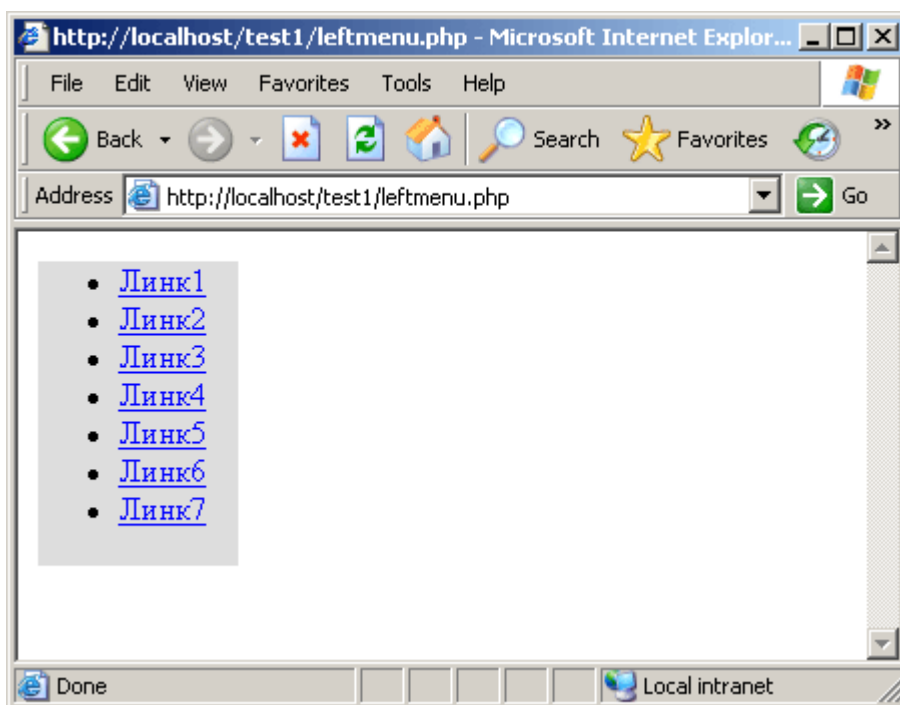 http://localhost/test1/leftmenu.php - Microsoft Internet Explor...
File Edit View Favorites Tools Help
Back Search Favorites »
Address http://localhost/test1/leftmenu.php Go
Линк1
Линк2
Линк3
Линк4
Линк5
Линк6
Линк7
Done Local intranet